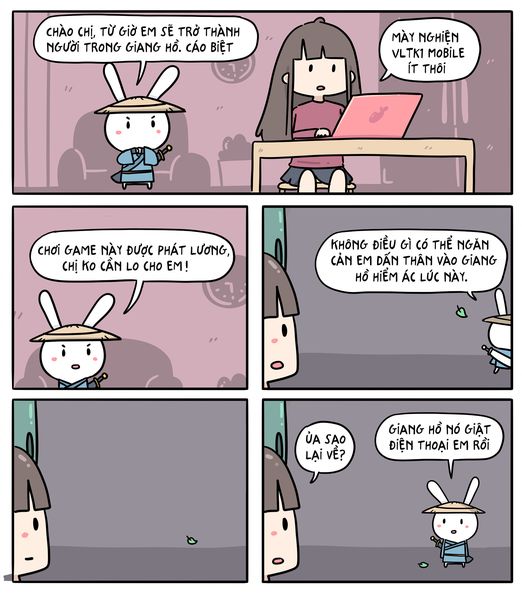 CHÀO CHỊ, TỪ GIỜ EM SẼ TRỞ THÀNH
NGƯỜI TRONG GIANG HỒ. CÁO BIỆT
MÀY NGHIỆN
VLTK1 MOBILE
ÍT THÔI
CHƠI GAME NÀY ĐƯỢC PHÁT LƯƠNG,
CHỊ KO CẦN LO CHO EM!
KHÔNG ĐIỀU GÌ CÓ THỂ NGĂN
CẢN EM DẤN THÂN VÀO GIANG
HỒ HIỂM ÁC LÚC NÀY.
ỦA SAO
LẠI VỀ?
GIANG HỒ NÓ GIẬT
ĐIỆN THOẠI EM RỒI